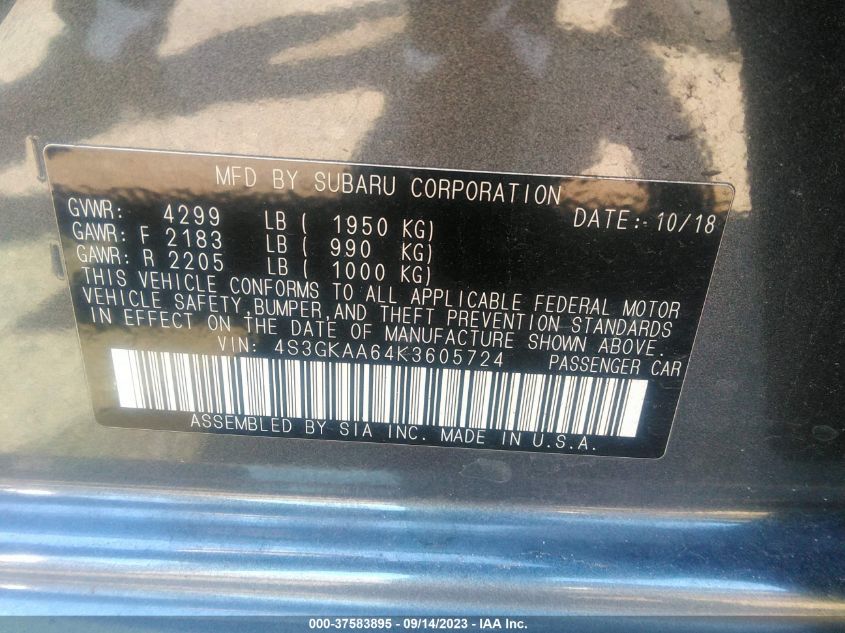 MFD BY SUBARU CORPORATION
GVWR: 4299 LB ( 1950 KG) DATE: 10/18
GAWR: F 2183 LB ( 990 KG)
GAWR: R 2205 LB ( 1000 KG)
THIS VEHICLE CONFORMS TO ALL APPLICABLE FEDERAL MOTOR
VEHICLE SAFETY,BUMPER,AND THEFT PREVENTION STANDARDS
IN EFFECT ON THE DATE OF MANUFACTURE SHOWN ABOVE.
VIN: 4S3GKAA64K3605724 PASSENGER CAR
ASSEMBLED BY SIA INC. MADE IN U.S.A.
000-37583895 - 09/14/2023 - IAA Inc.